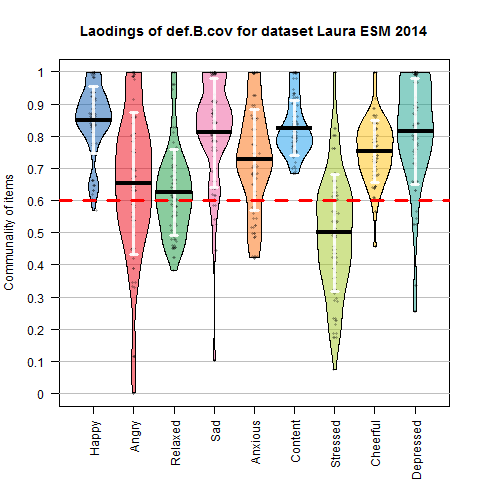 Laodings of def.B.cov for dataset Laura ESM 2014
Communality of items
1
0.9
0.8
0.7
0.6
0.5
0.4
0.3
0.2
0.1
0
Happy
Angry
Relaxed
Sad
Anxious
Content
Stressed
Cheerful
Depressed